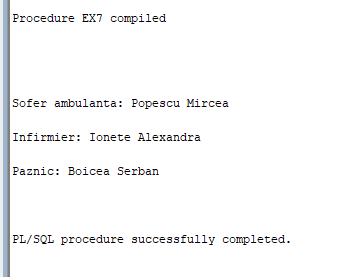 Procedure EX7 compiled
Sofer ambulanta: Popescu Mircea
Infirmier: Ionete Alexandra
Paznic: Boicea Serban
PL/SQL procedure successfully completed.